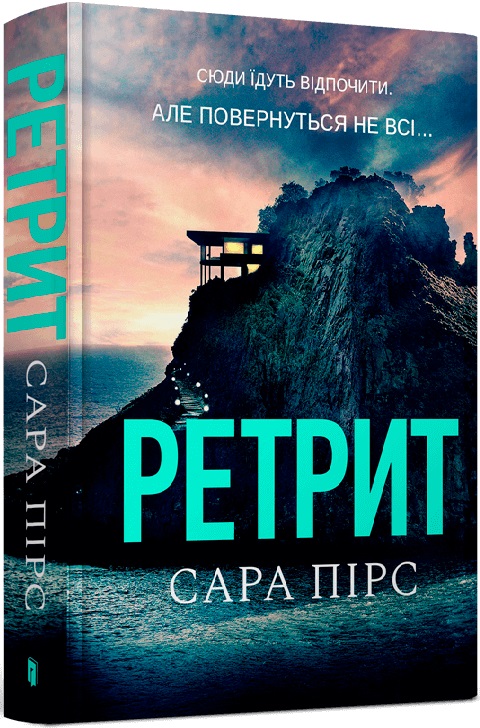 СЮДИ ЇДУТЬ ВІДПОЧИТИ.
АЛЕ ПОВЕРНУТЬСЯ НЕ ВСІ...
РЕТРИТ
САРА ПІРС
РЕТРИТ
САРА ПІРС